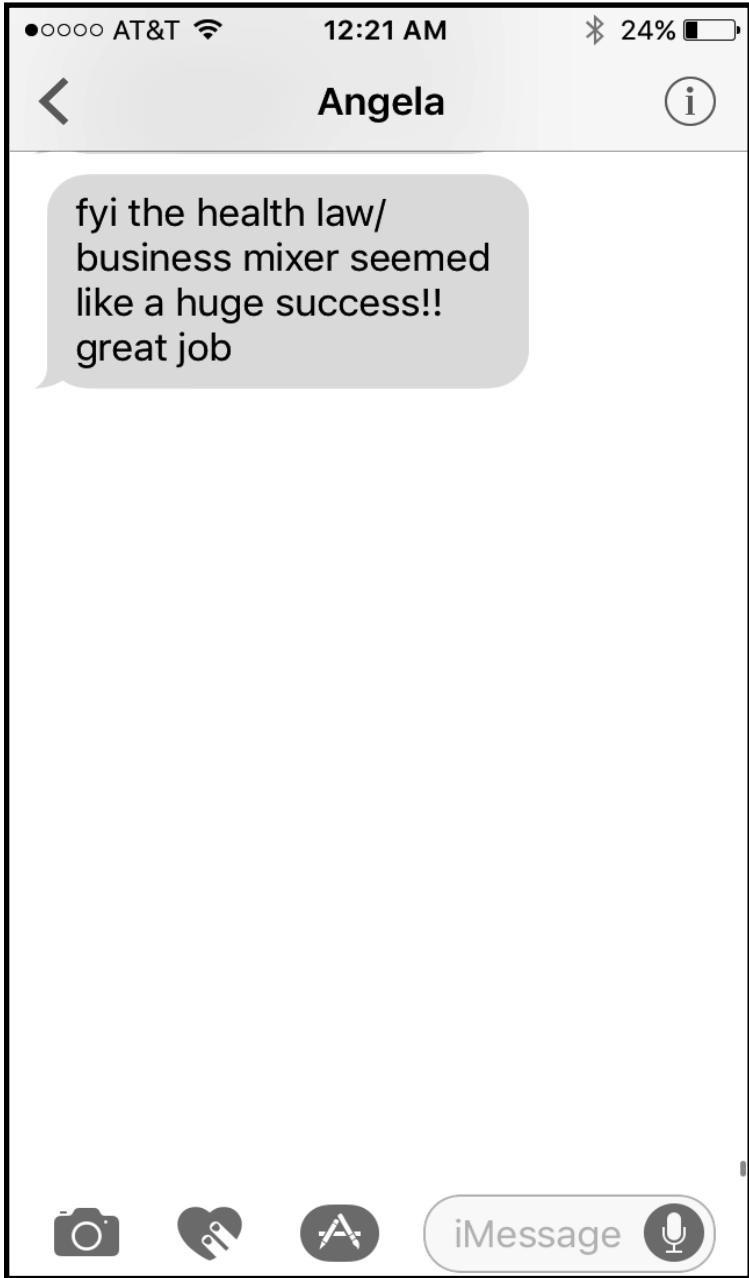 AT&T 12:21 AM 24%
Angela
fyi the health law/
business mixer seemed
like a huge success!!
great job
iMessage